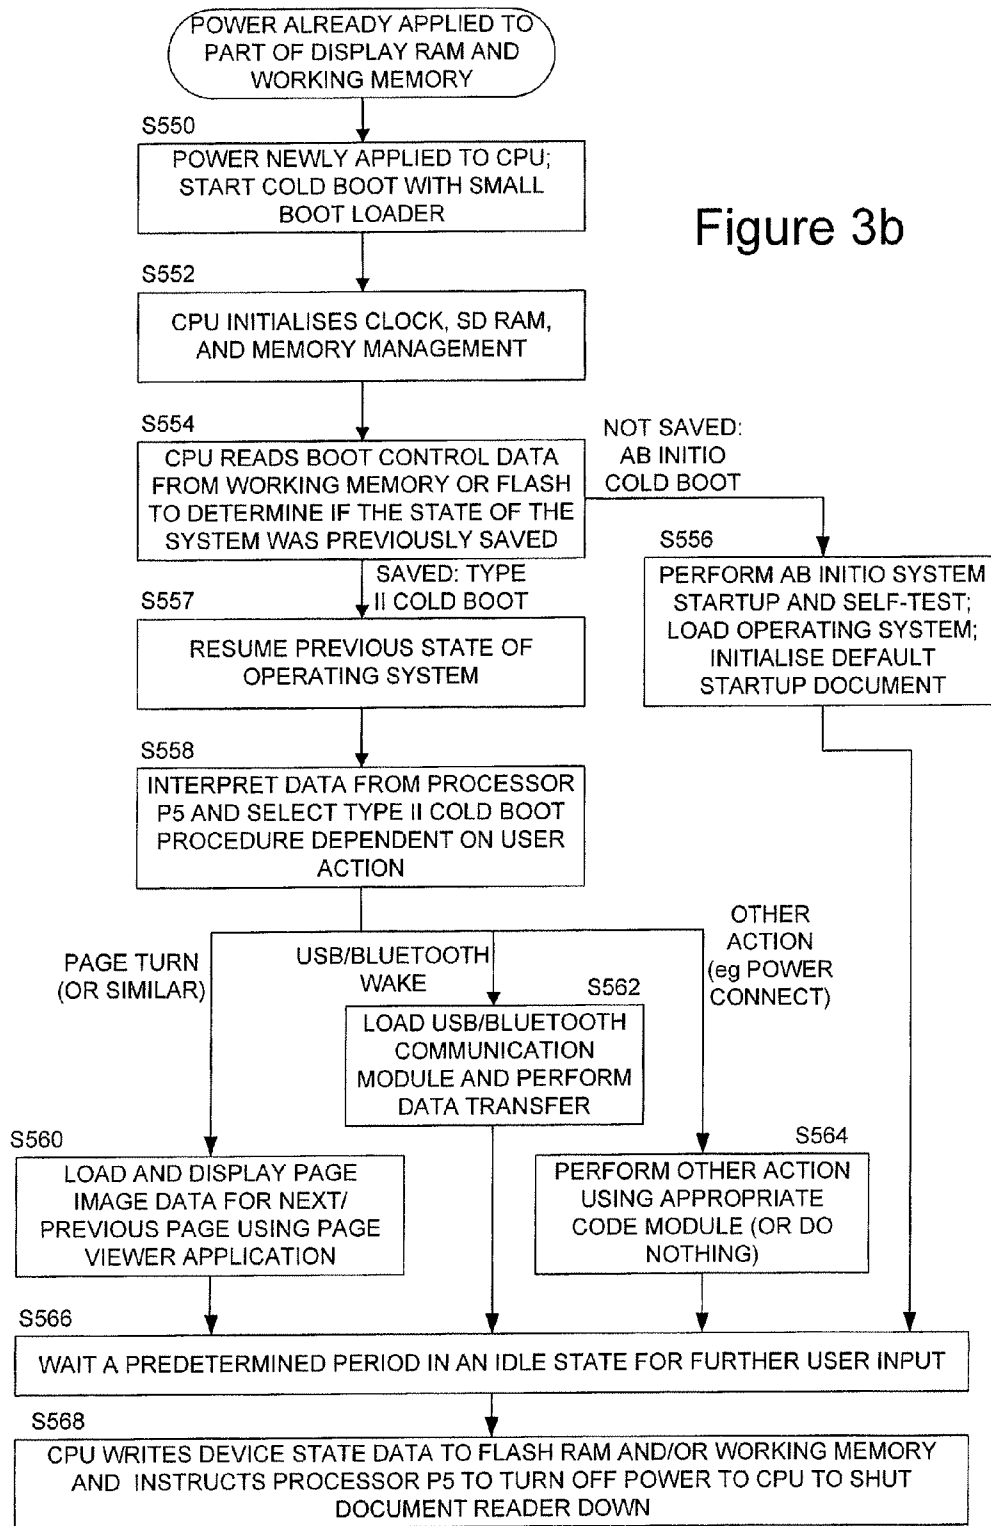 POWER ALREADY APPLIED TO
PART OF DISPLAY RAM AND
WORKING MEMORY
S550
POWER NEWLY APPLIED TO CPU;
START COLD BOOT WITH SMALL
BOOT LOADER
Figure 3b
S552
CPU INITIALISES CLOCK, SD RAM,
AND MEMORY MANAGEMENT
S554
CPU READS BOOT CONTROL DATA
FROM WORKING MEMORY OR FLASH
TO DETERMINE IF THE STATE OF THE
SYSTEM WAS PREVIOUSLY SAVED
NOT SAVED:
AB INITIO
COLD BOOT
S556
PERFORM AB INITIO SYSTEM
STARTUP AND SELF-TEST;
LOAD OPERATING SYSTEM;
INITIALISE DEFAULT
STARTUP DOCUMENT
SAVED: TYPE
II COLD BOOT
S557
RESUME PREVIOUS STATE OF
OPERATING SYSTEM
S558
INTERPRET DATA FROM PROCESSOR
P5 AND SELECT TYPE II COLD BOOT
PROCEDURE DEPENDENT ON USER
ACTION
PAGE TURN
(OR SIMILAR)
USB/BLUETOOTH
WAKE
OTHER
ACTION
(eg POWER
CONNECT)
S562
LOAD USB/BLUETOOTH
COMMUNICATION
MODULE AND PERFORM
DATA TRANSFER
S560
LOAD AND DISPLAY PAGE
IMAGE DATA FOR NEXT/
PREVIOUS PAGE USING PAGE
VIEWER APPLICATION
S564
PERFORM OTHER ACTION
USING APPROPRIATE
CODE MODULE (OR DO
NOTHING)
S566
WAIT A PREDETERMINED PERIOD IN AN IDLE STATE FOR FURTHER USER INPUT
S568
CPU WRITES DEVICE STATE DATA TO FLASH RAM AND/OR WORKING MEMORY
AND INSTRUCTS PROCESSOR P5 TO TURN OFF POWER TO CPU TO SHUT
DOCUMENT READER DOWN